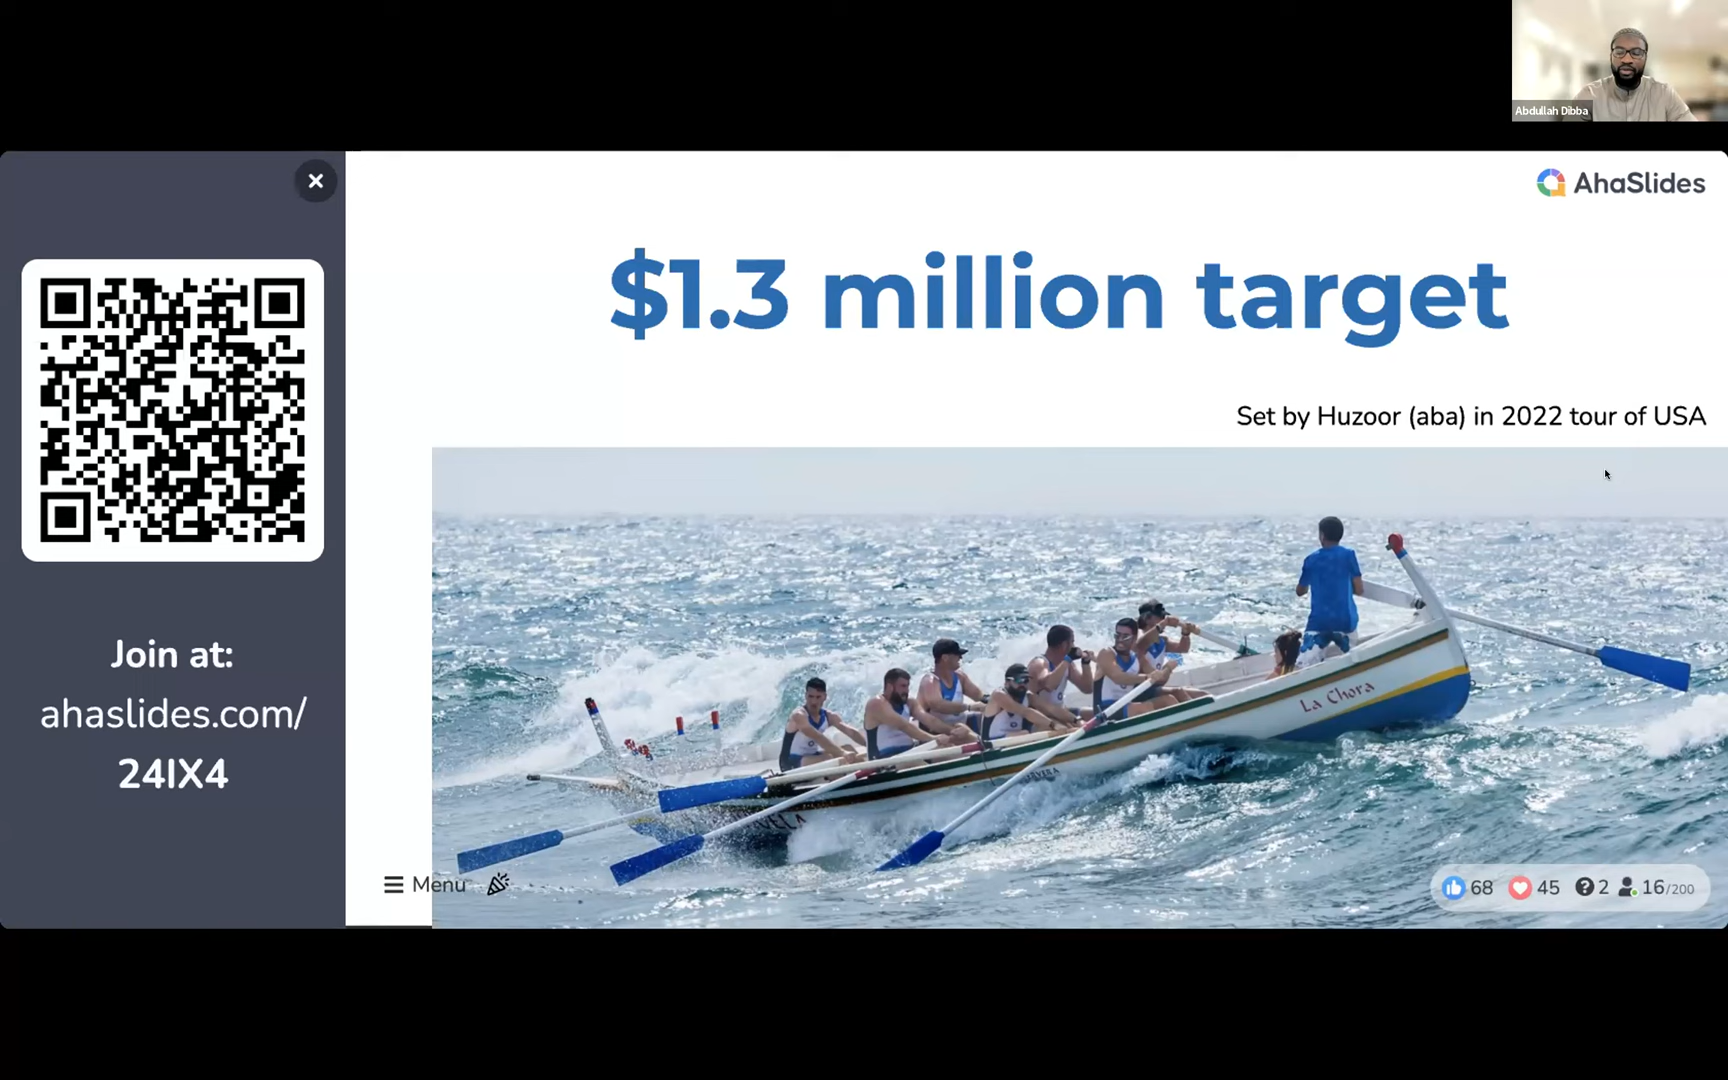 Abdullah Dibba
AhaSlides
$1.3 million target
Set by Huzoor (aba) in 2022 tour of USA
Join at:
ahaslides.com/
24IX4
La Chora
Menu
68 45 2 16/200